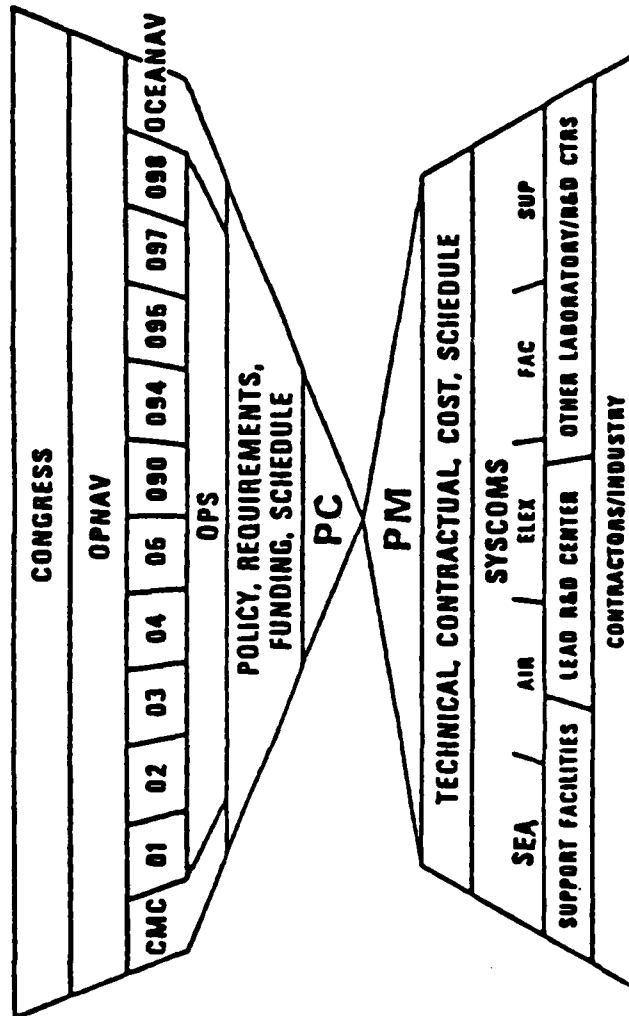 CONGRESS
OPNAV
CMC 01 02 03 04 05 090 094 095 097 098 OCEANAV
OPS
POLICY, REQUIREMENTS,
FUNDING, SCHEDULE
PC
PM
TECHNICAL, CONTRACTUAL, COST, SCHEDULE
SYSCOMS
SEA AIR ELEX FAC SUP
SUPPORT FACILITIES LEAD R&D CENTER OTHER LABORATORY/R&D CTRS
CONTRACTORS/INDUSTRY